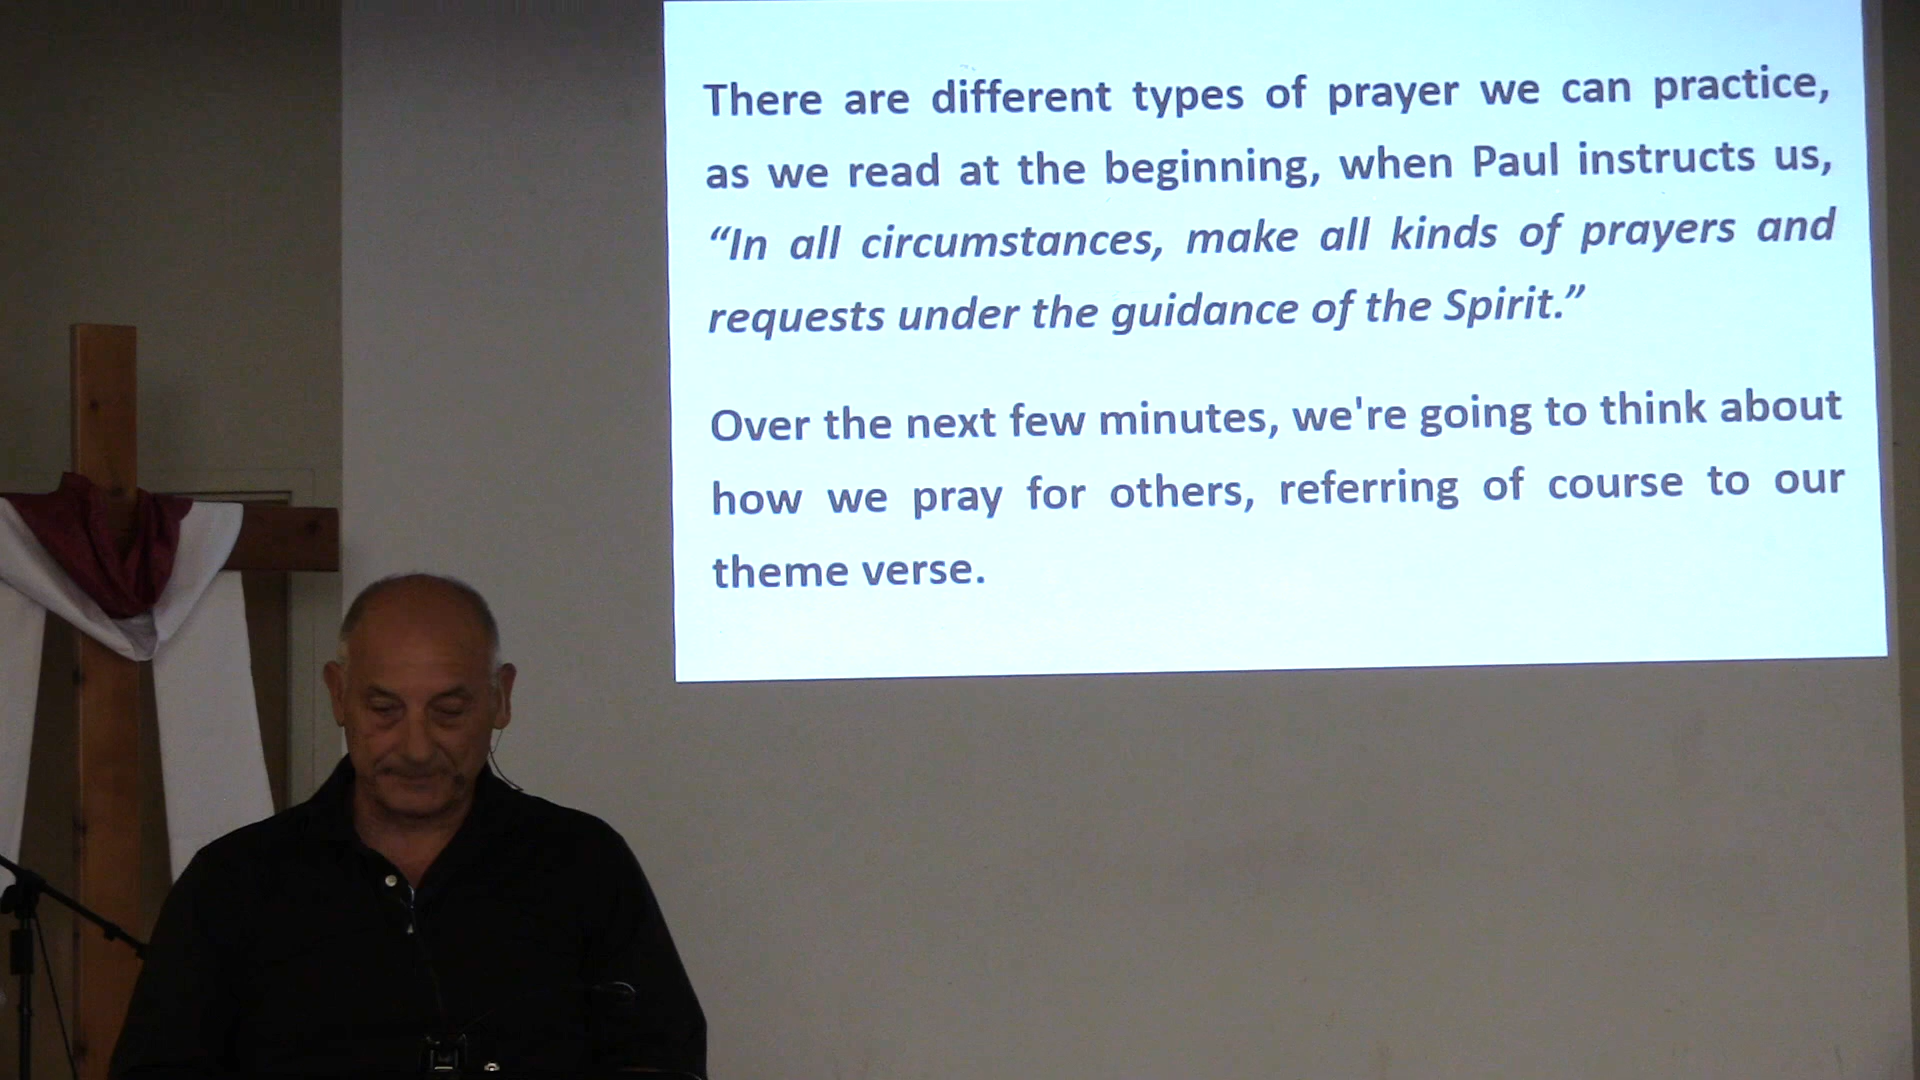 There are different types of prayer we can practice,
as we read at the beginning, when Paul instructs us,
“In all circumstances, make all kinds of prayers and
requests under the guidance of the Spirit.”
Over the next few minutes, we're going to think about
how we pray for others, referring of course to our
theme verse.